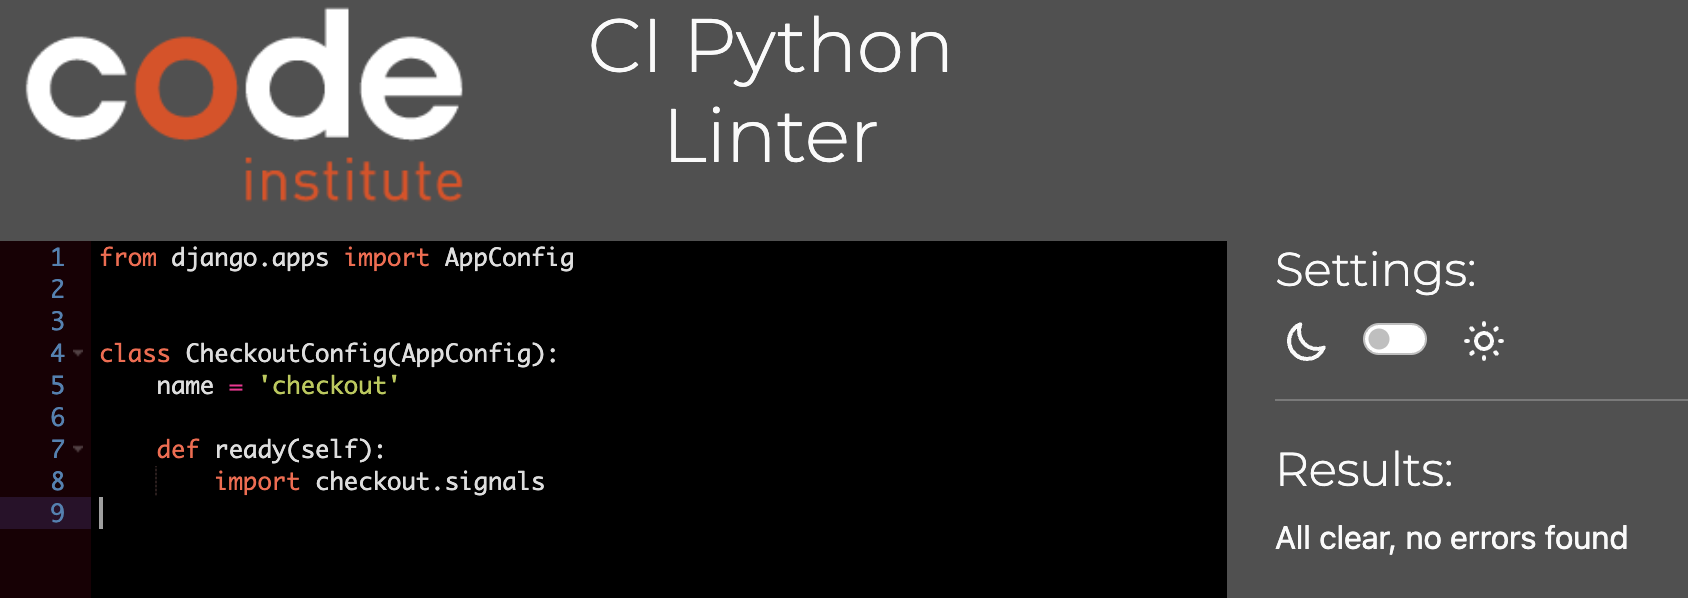 code
institute
CI Python
Linter
1 from django.apps import AppConfig
2
3
4 class CheckoutConfig(AppConfig):
5     name = 'checkout'
6
7     def ready(self):
8         import checkout.signals
9
Settings:
Results:
All clear, no errors found